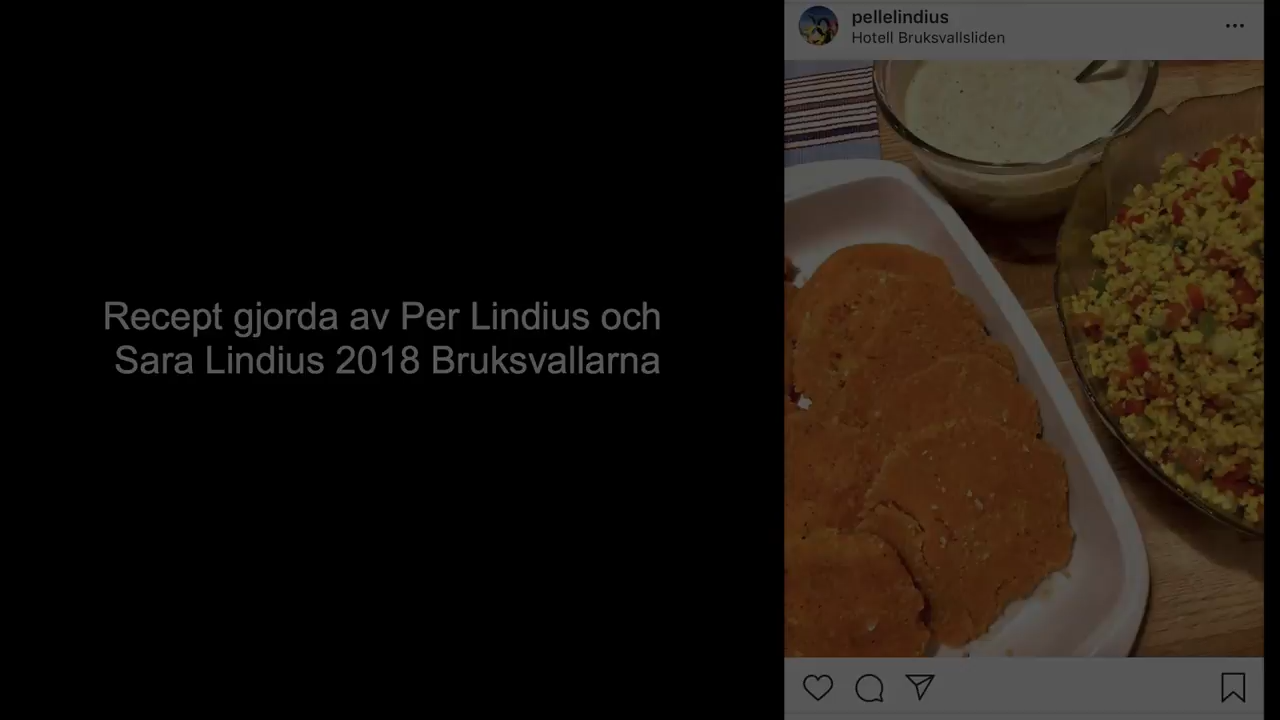 Recept gjorda av Per Lindius och
Sara Lindius 2018 Bruksvallarna
pellelindius
Hotell Bruksvallsliden